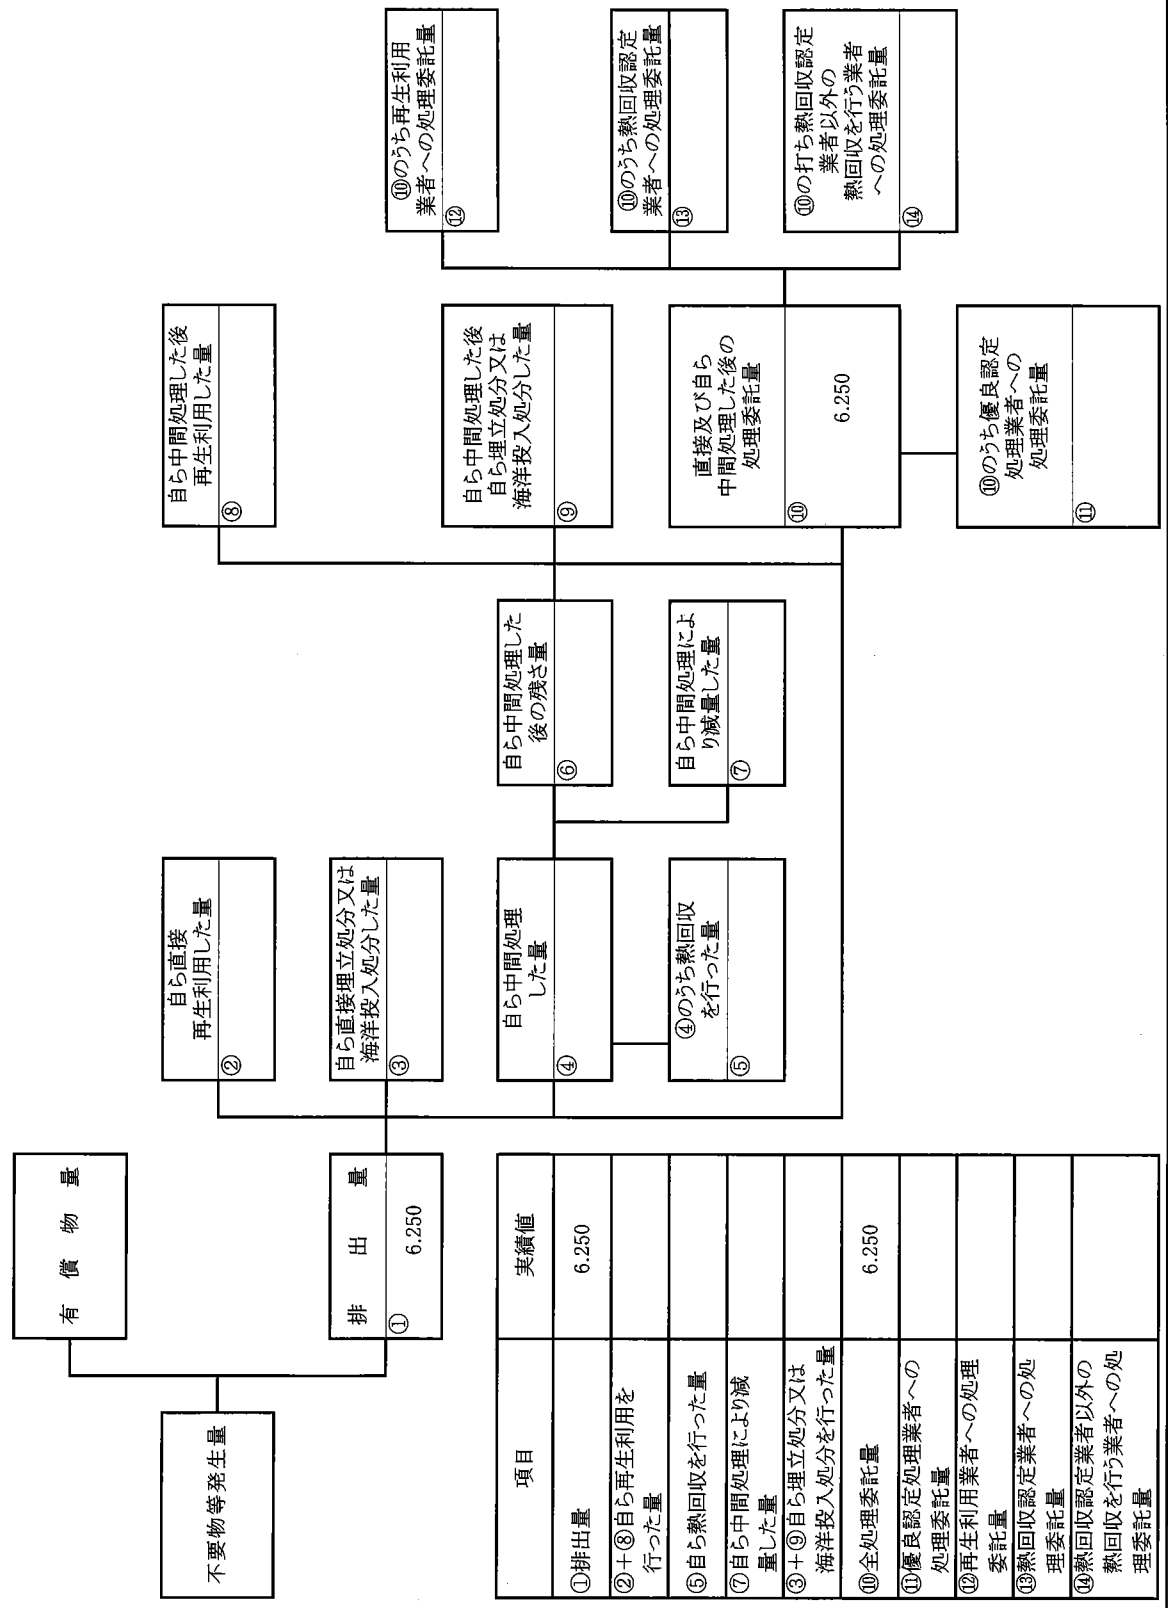 不要物等発生量
有 償 物 量
排 出 量
①
6.250
自ら直接
再生利用した量
②
自ら直接埋立処分又は
海洋投入処分した量
③
自ら中間処理
した量
④
④のうち熱回収
を行った量
⑤
自ら中間処理した
後の残さ量
⑥
自ら中間処理によ
り減量した量
⑦
自ら中間処理した後
再生利用した量
⑧
自ら中間処理した後
自ら埋立処分又は
海洋投入処分した量
⑨
直接及び自ら
中間処理した後の
処理委託量
⑩
6.250
⑩のうち優良認定
処理業者への
処理委託量
⑪
⑩のうち再生利用
業者への処理委託量
⑫
⑩のうち熱回収認定
業者への処理委託量
⑬
⑩の打ち熱回収認定
業者以外の
熱回収を行う業者
への処理委託量
⑭
項目 実績値
①排出量 6.250
②+⑧自ら再生利用を
行った量
⑤自ら熱回収を行った量
⑦自ら中間処理により減
量した量
③+⑨自ら埋立処分又は
海洋投入処分を行った量
⑩全処理委託量 6.250
⑪優良認定処理業者への
処理委託量
⑫再生利用業者への処理
委託量
⑬熱回収認定業者への処
理委託量
⑭熱回収認定業者以外の
熱回収を行う業者への処
理委託量